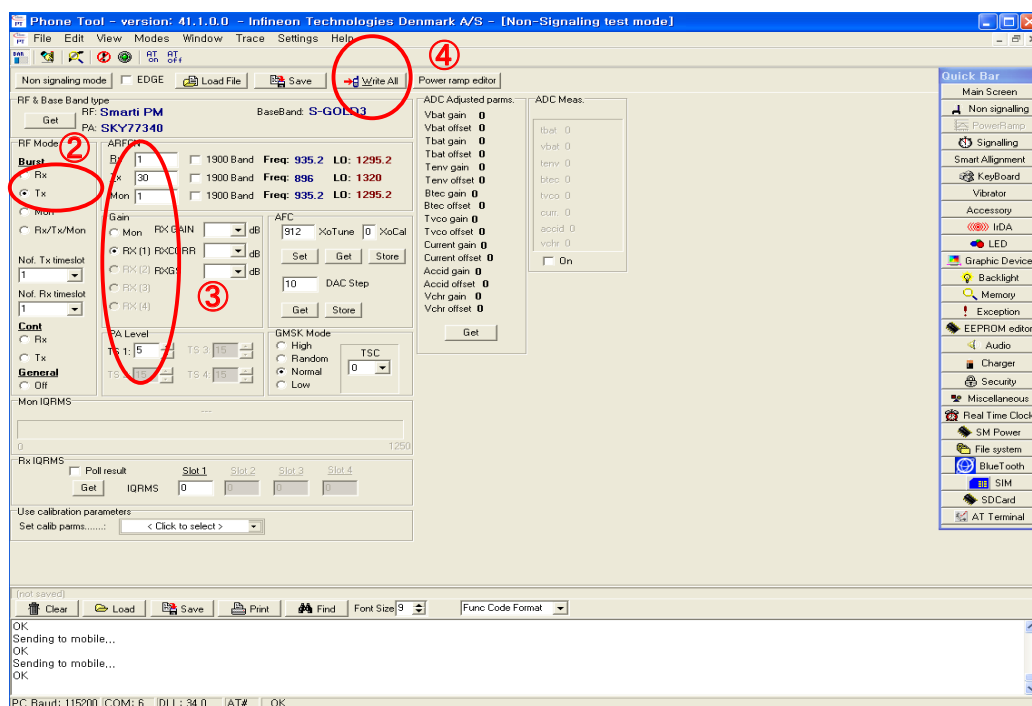 Phone Tool - version: 41.1.0.0 - Infineon Technologies Denmark A/S - [Non-Signaling test mode]
File Edit View Modes Window Trace Settings Help
AT On AT Off
④
Non signaling mode EDGE Load File Save Write All Power ramp editor
RF & Base Band type
Get
RF: Smarti PM BaseBand: S-GOLD3
PA: SKY77340
RF Mode
②
Burst
Rx
Tx
Mon
Rx/Tx/Mon
Nof. Tx timeslot
1
Nof. Rx timeslot
1
Cont
Rx
Tx
General
Off
ARFCN
Rx 1 1900 Band Freq: 935.2 LO: 1295.2
Tx 30 1900 Band Freq: 896 LO: 1320
Mon 1 1900 Band Freq: 935.2 LO: 1295.2
Gain
Mon RX GAIN dB
RX (1) RXCORR dB
RX (2) RXGS dB
RX (3)
RX (4)
③
AFC
912 XoTune 0 XoCal
Set Get Store
10 DAC Step
Get Store
PA Level
TS 1: 5 TS 3: 15
TS 2: 15 TS 4: 15
GMSK Mode
High
Random
Normal
Low
TSC
0
Mon IQRMS
---
0 1250
Rx IQRMS
Poll result Slot 1 Slot 2 Slot 3 Slot 4
Get IQRMS 0 0 0 0
Use calibration parameters
Set calib parms......: < Click to select >
ADC Adjusted parms.
Vbat gain 0
Vbat offset 0
Tbat gain 0
Tbat offset 0
Tenv gain 0
Tenv offset 0
Btec gain 0
Btec offset 0
Tvco gain 0
Tvco offset 0
Current gain 0
Current offset 0
Accid gain 0
Accid offset 0
Vchr gain 0
Vchr offset 0
Get
ADC Meas.
tbat 0
vbat 0
tenv 0
btec 0
tvco 0
curr. 0
accid 0
vchr 0
On
Quick Bar
Main Screen
Non signalling
PowerRamp
Signalling
Smart Allignment
KeyBoard
Vibrator
Accessory
IrDA
LED
Graphic Device
Backlight
Memory
Exception
EEPROM editor
Audio
Charger
Security
Miscellaneous
Real Time Clock
SM Power
File system
BlueTooth
SIM
SDCard
AT Terminal
(not saved)
Clear Load Save Print Find Font Size 9 Func Code Format
OK
Sending to mobile...
OK
Sending to mobile...
OK
PC Baud: 115200 COM: 6 DLL: 34.0 AT# OK